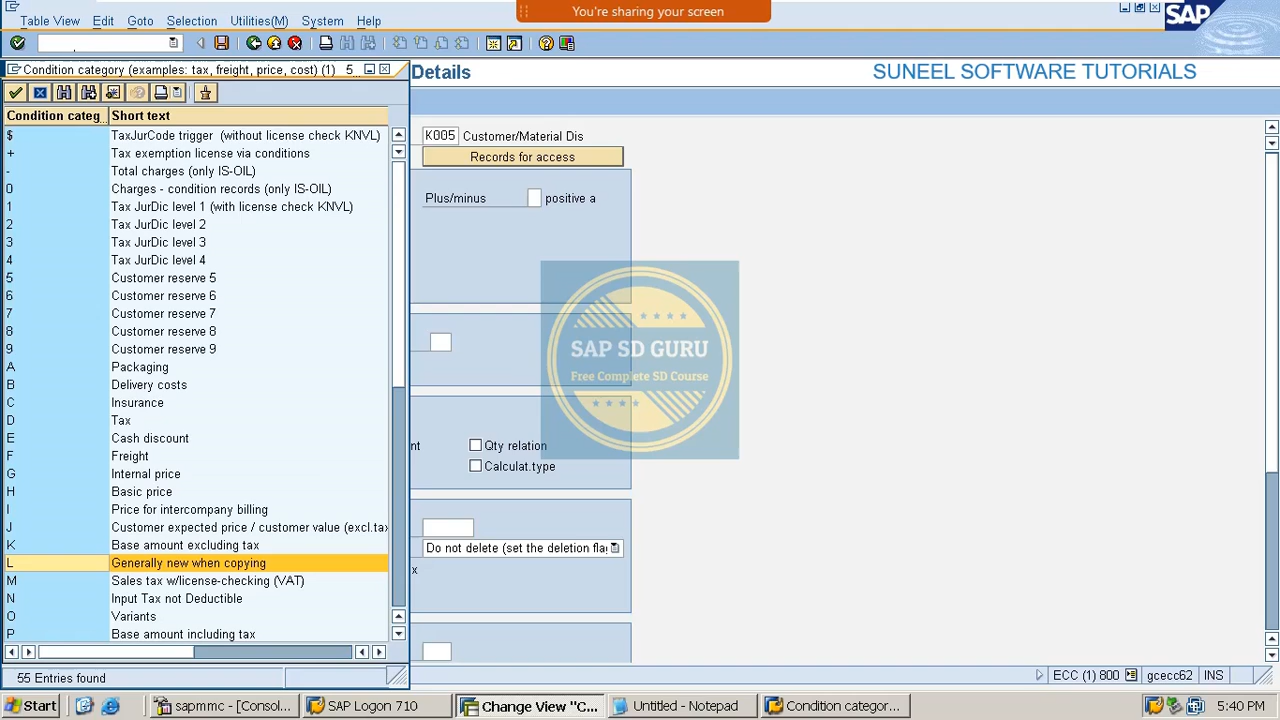 You're sharing your screen
Table View Edit Goto Selection Utilities(M) System Help
SAP
Condition category (examples: tax, freight, price, cost) (1) 5
Details
SUNEEL SOFTWARE TUTORIALS
Condition categ Short text
$ TaxJurCode trigger (without license check KNVL)
+ Tax exemption license via conditions
- Total charges (only IS-OIL)
0 Charges - condition records (only IS-OIL)
1 Tax JurDic level 1 (with license check KNVL)
2 Tax JurDic level 2
3 Tax JurDic level 3
4 Tax JurDic level 4
5 Customer reserve 5
6 Customer reserve 6
7 Customer reserve 7
8 Customer reserve 8
9 Customer reserve 9
A Packaging
B Delivery costs
C Insurance
D Tax
E Cash discount
F Freight
G Internal price
H Basic price
I Price for intercompany billing
J Customer expected price / customer value (excl.tax
K Base amount excluding tax
L Generally new when copying
M Sales tax w/license-checking (VAT)
N Input Tax not Deductible
O Variants
P Base amount including tax
55 Entries found
K005 Customer/Material Dis
Records for access
Plus/minus positive a
SAP SD GURU
Free Complete SD Course
nt Qty relation
Calculat.type
Do not delete (set the deletion fla
x
ECC (1) 800 gcecc62 INS
Start sapmmc - [Consol... SAP Logon 710 Change View "C... Untitled - Notepad Condition categor... 5:40 PM